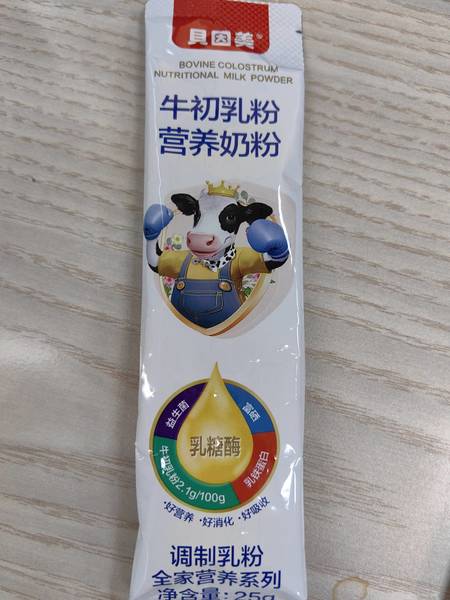 貝因美®
BOVINE COLOSTRUM
NUTRITIONAL MILK POWDER
牛初乳粉
营养奶粉
益生菌
富硒
乳糖酶
牛初乳粉2.1g/100g
乳铁蛋白
·好营养 ·好消化 ·好吸收
调制乳粉
全家营养系列
净含量:25g